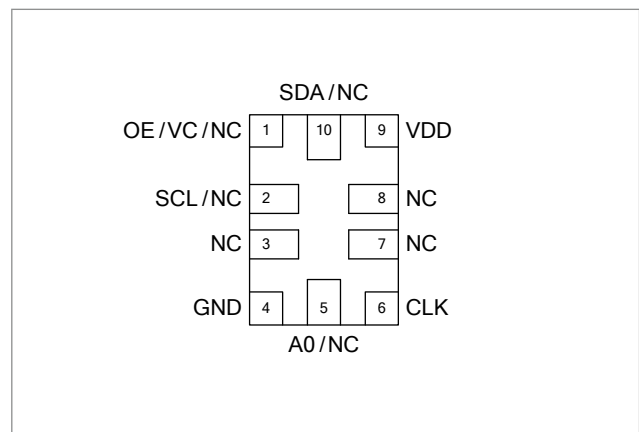 SDA/NC
OE/VC/NC 1 10 9 VDD
SCL/NC 2 8 NC
NC 3 7 NC
GND 4 5 6 CLK
A0/NC